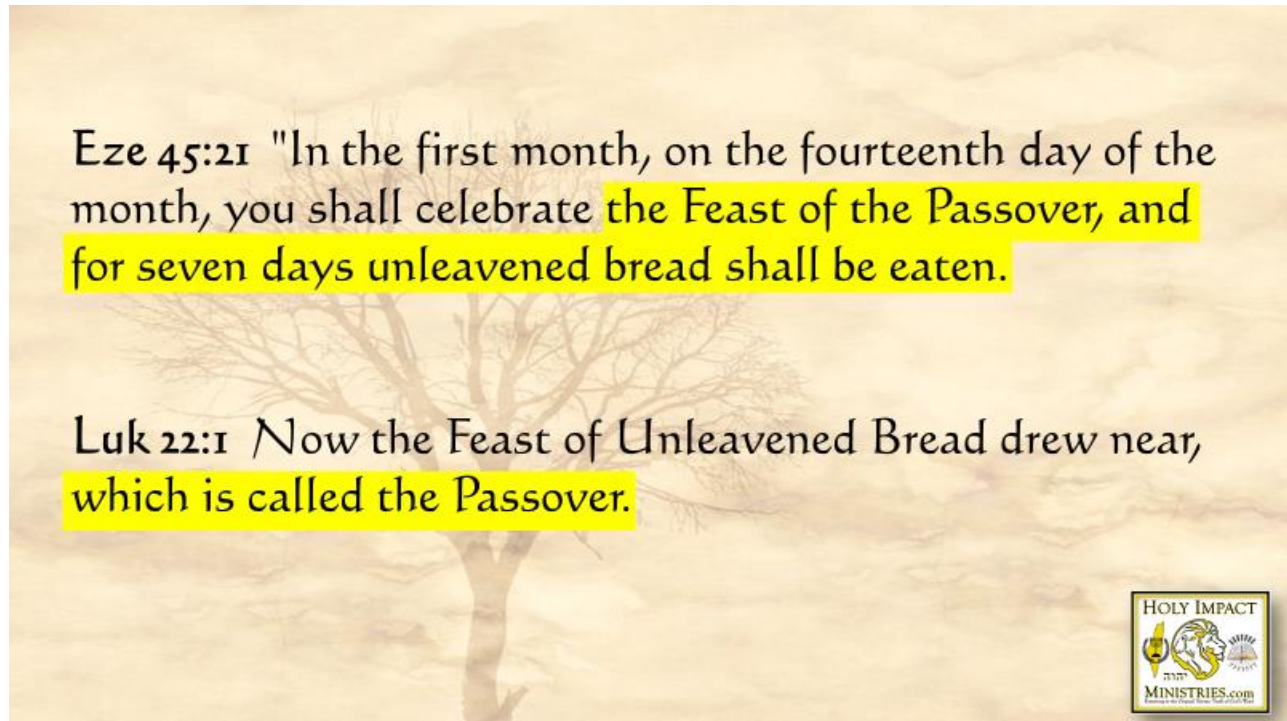 Eze 45:21 "In the first month, on the fourteenth day of the
month, you shall celebrate the Feast of the Passover, and
for seven days unleavened bread shall be eaten.
Luk 22:1 Now the Feast of Unleavened Bread drew near,
which is called the Passover.
HOLY IMPACT
יהוה
MINISTRIES.com